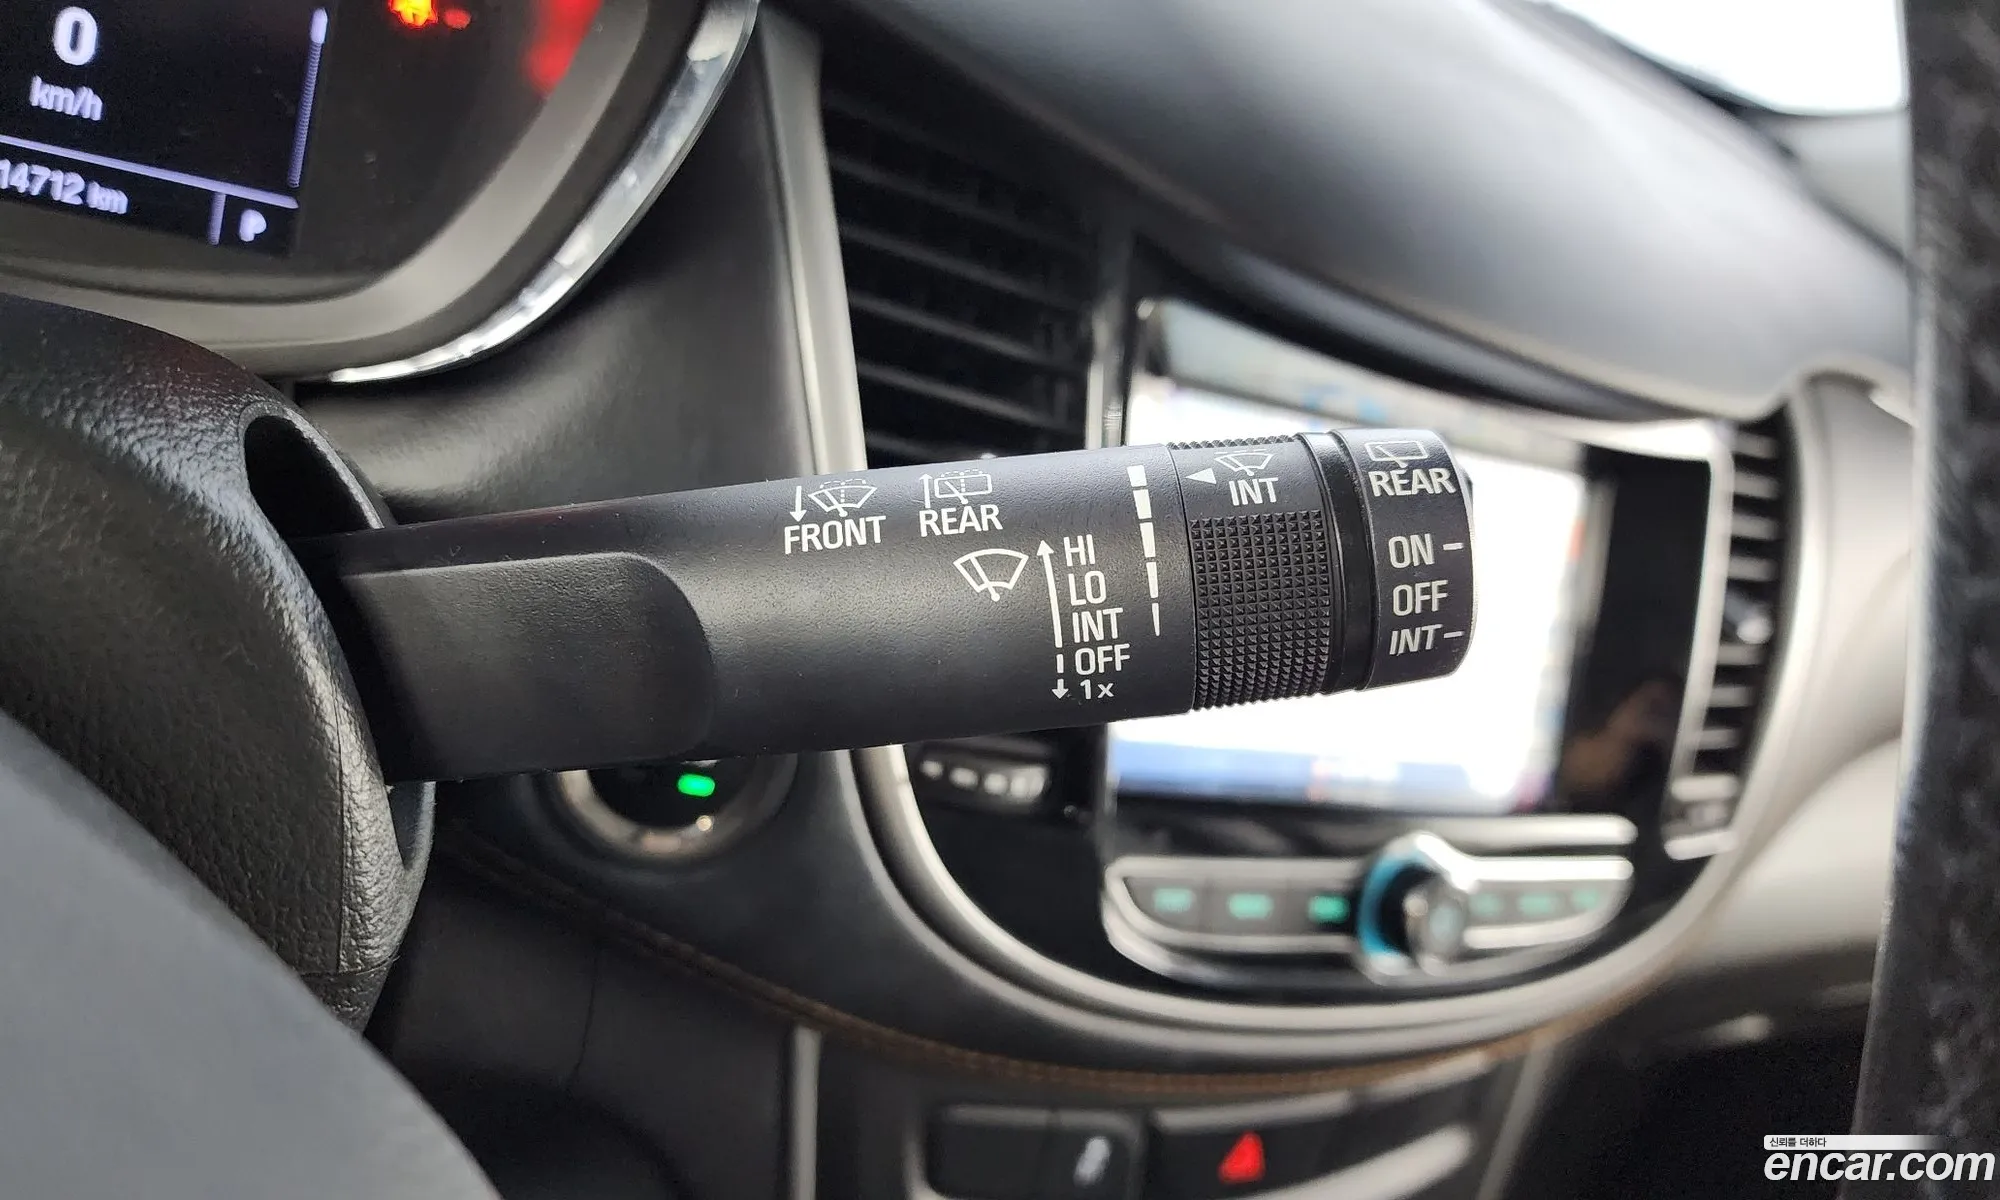 0
km/h
14712 km
P
FRONT
REAR
HI
LO
INT
OFF
1x
INT
REAR
ON
OFF
INT
신뢰를 더하다
encar.com